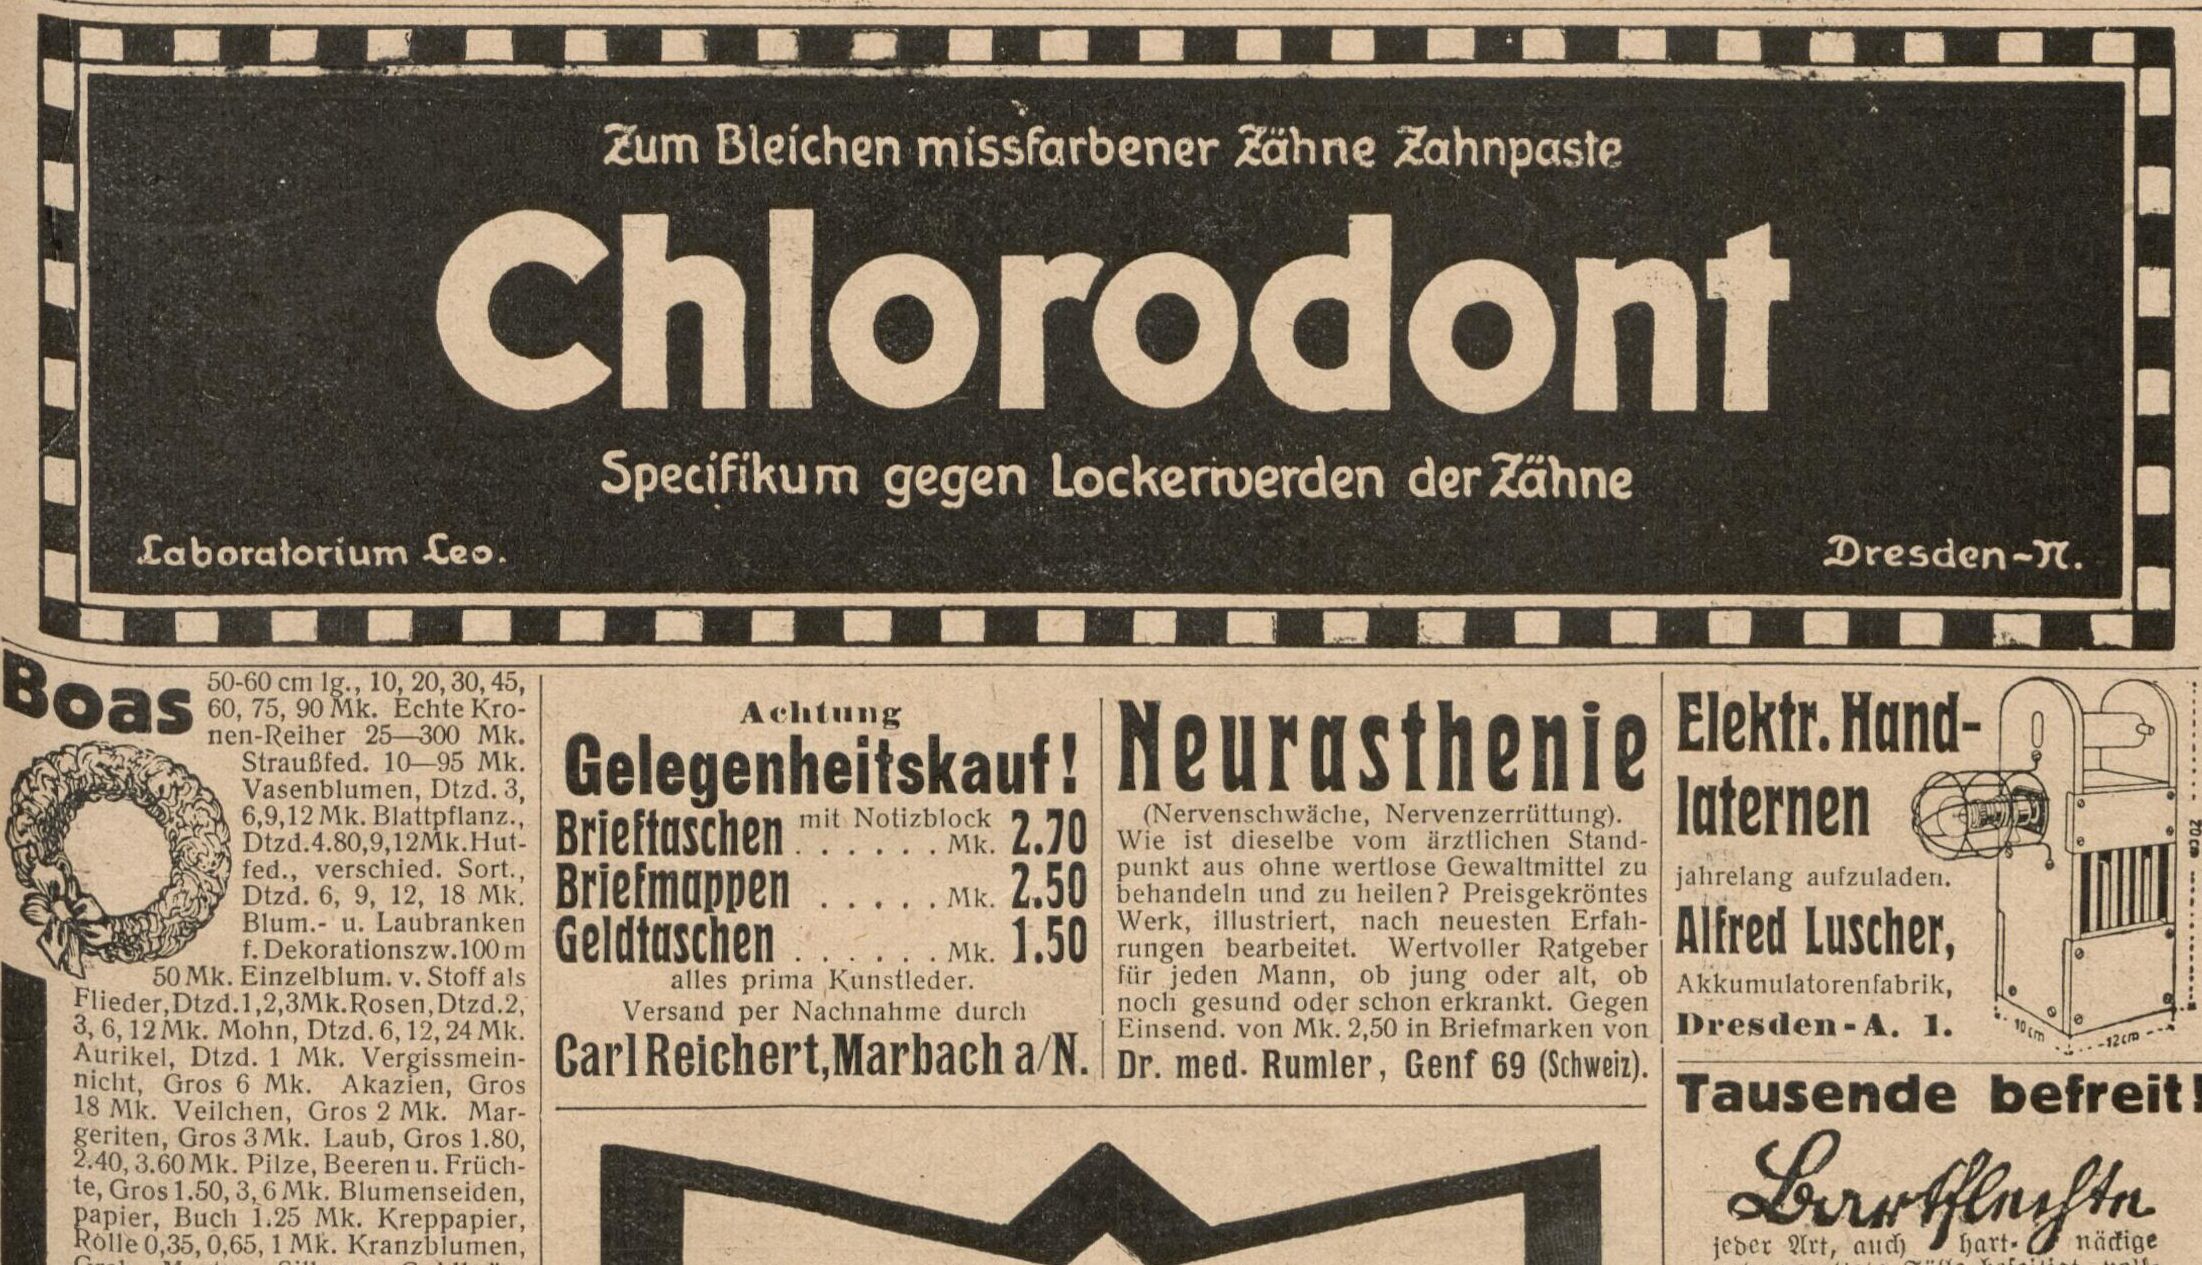 Zum Bleichen missfarbener Zähne Zahnpaste
Chlorodont
Specifikum gegen Lockerwerden der Zähne
Laboratorium Leo.
Dresden-N.
Boas
50-60 cm lg., 10, 20, 30, 45,
60, 75, 90 Mk. Echte Kro-
nen-Reiher 25—300 Mk.
Straußfed. 10—95 Mk.
Vasenblumen, Dtzd. 3,
6,9,12 Mk. Blattpflanz.,
Dtzd.4.80,9,12Mk.Hut-
fed., verschied. Sort.,
Dtzd. 6, 9, 12, 18 Mk.
Blum.- u. Laubranken
f. Dekorationszw.100 m
50 Mk. Einzelblum. v. Stoff als
Flieder,Dtzd.1,2,3Mk.Rosen,Dtzd.2,
3, 6, 12 Mk. Mohn, Dtzd. 6, 12, 24 Mk.
Aurikel, Dtzd. 1 Mk. Vergissmein-
nicht, Gros 6 Mk. Akazien, Gros
18 Mk. Veilchen, Gros 2 Mk. Mar-
geriten, Gros 3 Mk. Laub, Gros 1.80,
2.40, 3.60 Mk. Pilze, Beeren u. Früch-
te, Gros 1.50, 3, 6 Mk. Blumenseiden,
papier, Buch 1.25 Mk. Kreppapier,
Rolle 0,35, 0,65, 1 Mk. Kranzblumen,
Achtung
Gelegenheitskauf!
Brieftaschen mit Notizblock . . . . . . Mk. 2.70
Briefmappen . . . . . Mk. 2.50
Geldtaschen . . . . . . Mk. 1.50
alles prima Kunstleder.
Versand per Nachnahme durch
Carl Reichert, Marbach a/N.
Neurasthenie
(Nervenschwäche, Nervenzerrüttung).
Wie ist dieselbe vom ärztlichen Stand-
punkt aus ohne wertlose Gewaltmittel zu
behandeln und zu heilen? Preisgekröntes
Werk, illustriert, nach neuesten Erfah-
rungen bearbeitet. Wertvoller Ratgeber
für jeden Mann, ob jung oder alt, ob
noch gesund oder schon erkrankt. Gegen
Einsend. von Mk. 2,50 in Briefmarken von
Dr. med. Rumler, Genf 69 (Schweiz).
Elektr. Hand-
laternen
jahrelang aufzuladen.
Alfred Luscher,
Akkumulatorenfabrik,
Dresden-A. 1.
20 cm
10 cm
12 cm
Tausende befreit!
Bartflechte
jeder Art, auch hart- näckige